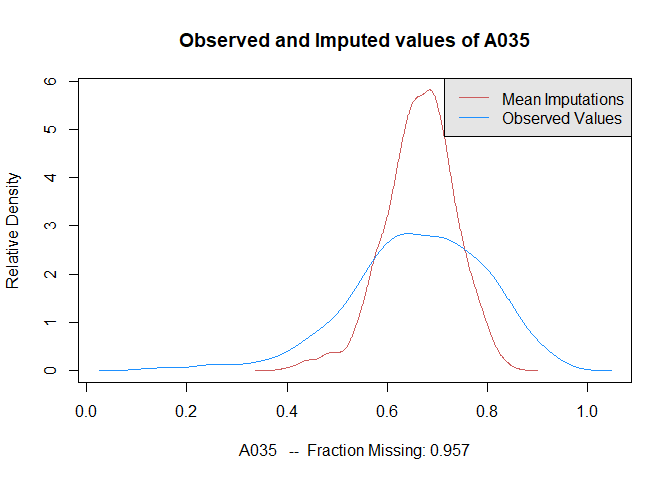 Observed and Imputed values of A035
Mean Imputations
Observed Values
Relative Density
6
5
4
3
2
1
0
0.0 0.2 0.4 0.6 0.8 1.0
A035 -- Fraction Missing: 0.957